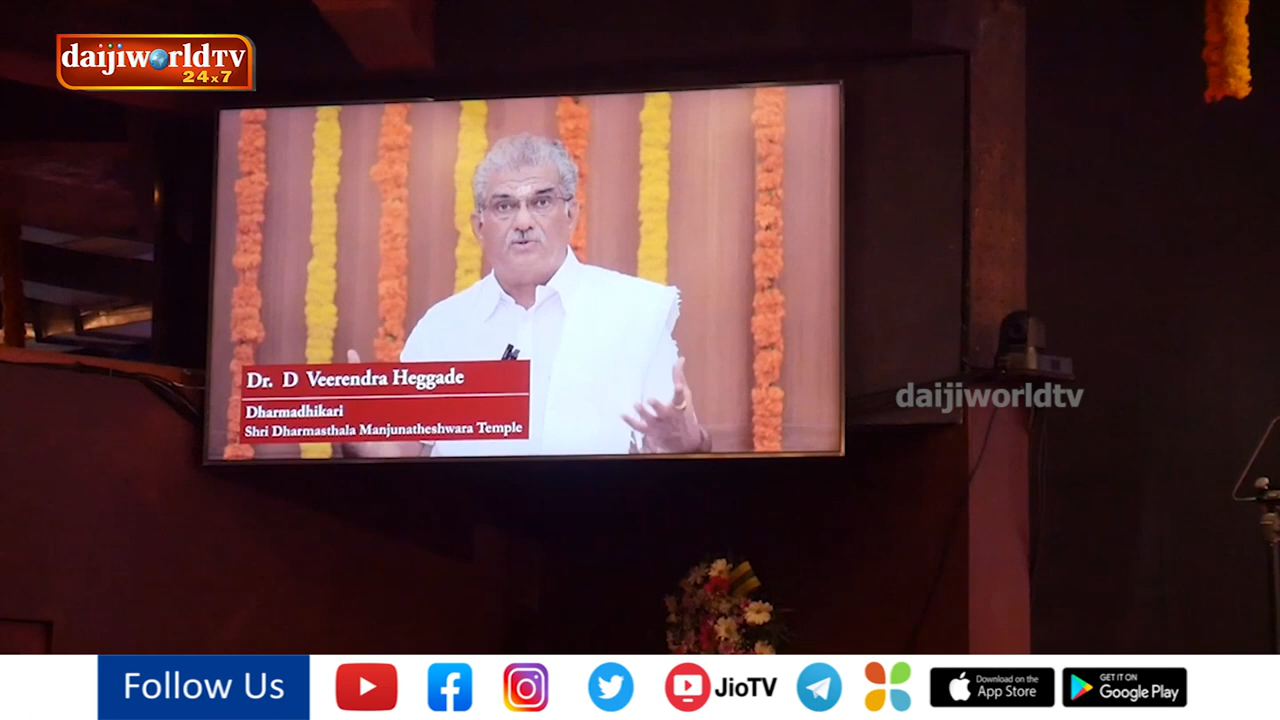 daijiworldTV
24x7
Dr. D Veerendra Heggade
Dharmadhikari
Shri Dharmasthala Manjunatheshwara Temple
daijiworldtv
Follow Us
JioTV
Download on the
App Store
GET IT ON
Google Play